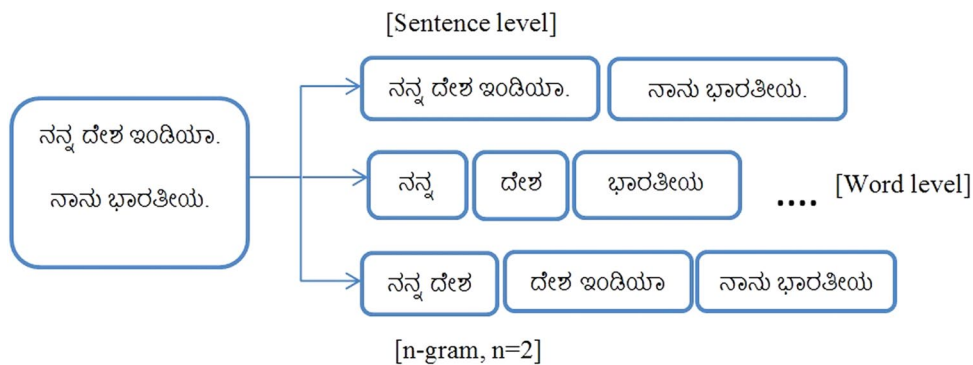 [Sentence level]
ನನ್ನ ದೇಶ ಇಂಡಿಯಾ. ನಾನು ಭಾರತೀಯ.
ನನ್ನ ದೇಶ ಇಂಡಿಯಾ.
ನಾನು ಭಾರತೀಯ.
ನನ್ನ ದೇಶ ಭಾರತೀಯ .... [Word level]
ನನ್ನ ದೇಶ ದೇಶ ಇಂಡಿಯಾ ನಾನು ಭಾರತೀಯ
[n-gram, n=2]